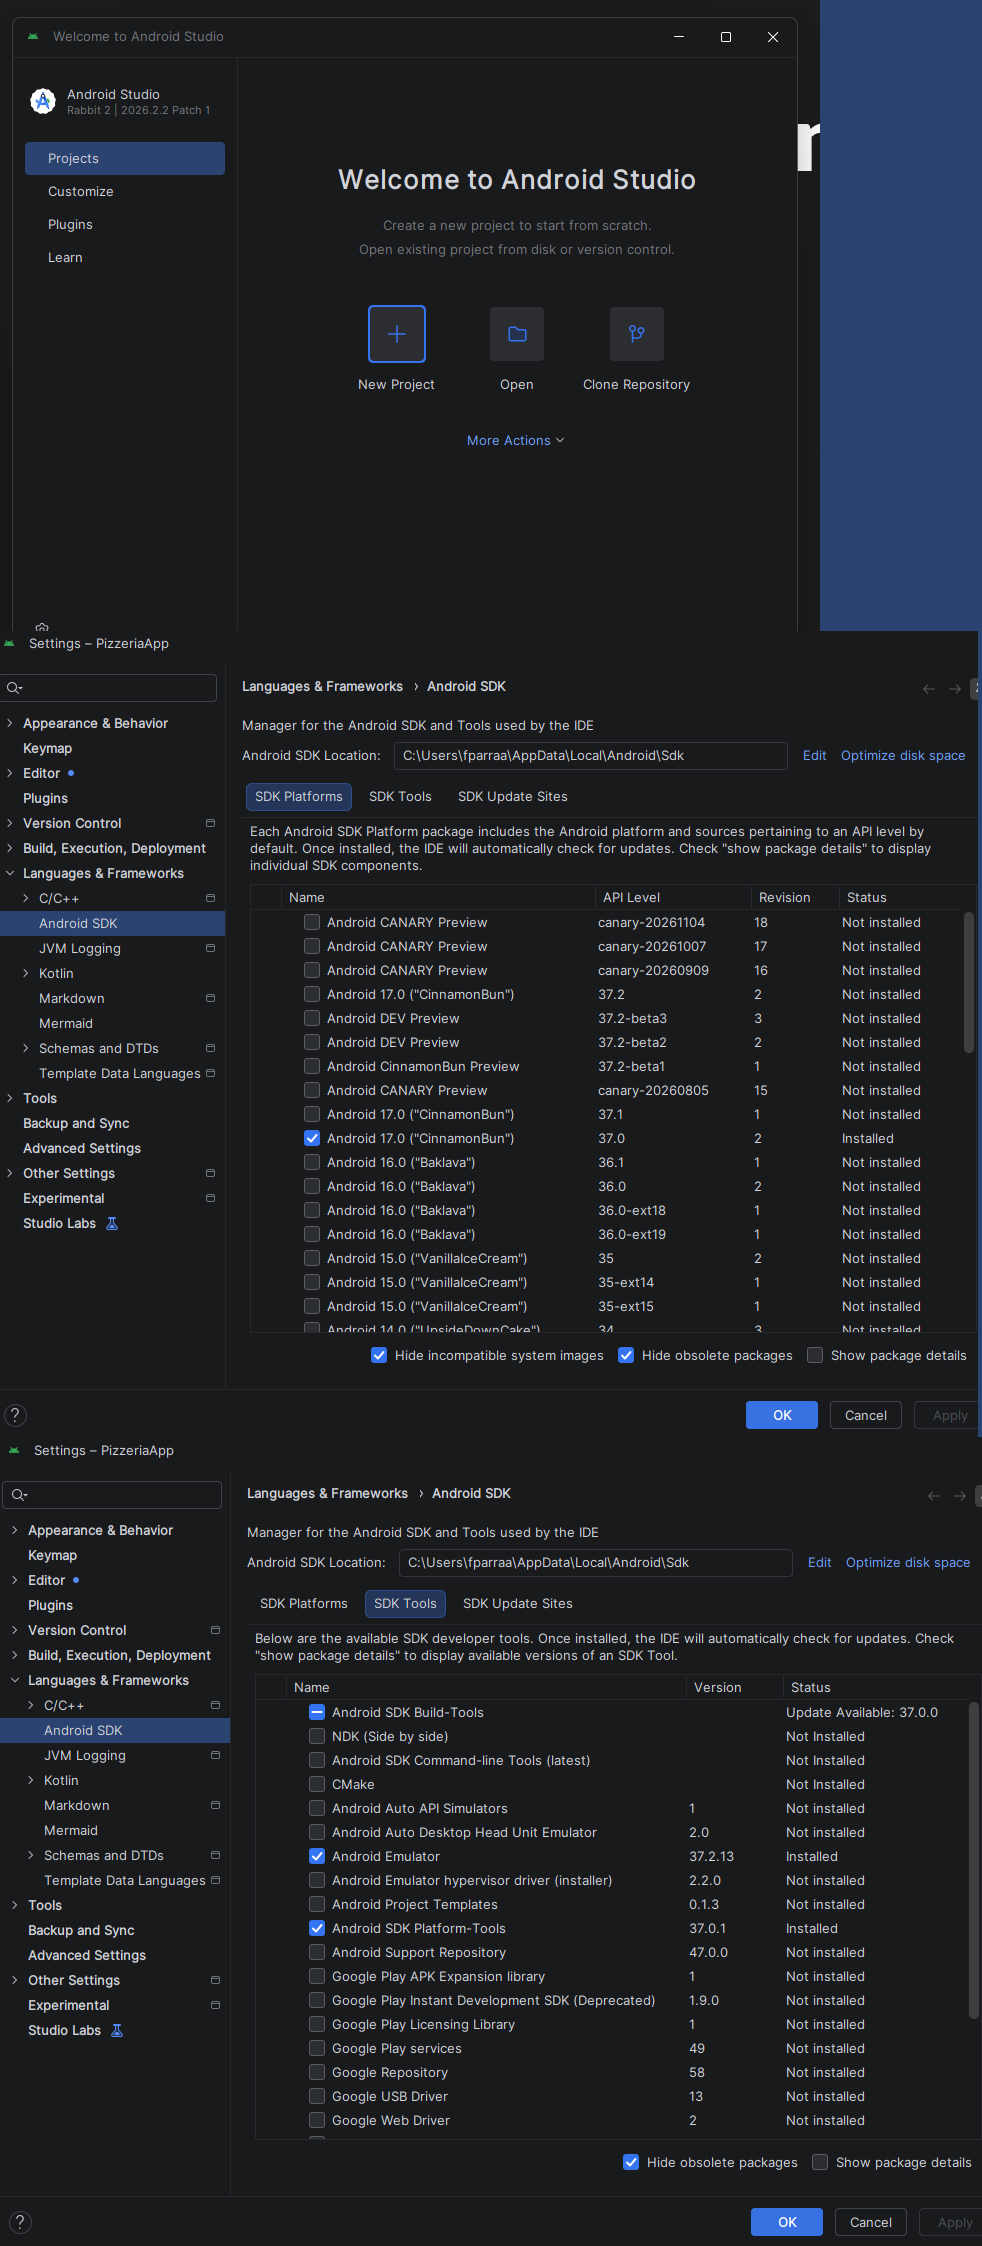 Welcome to Android Studio
Android Studio
Rabbit 2 | 2026.2.2 Patch 1
Projects
Customize
Plugins
Learn
Welcome to Android Studio
Create a new project to start from scratch.
Open existing project from disk or version control.
New Project
Open
Clone Repository
More Actions
Settings – PizzeriaApp
Appearance & Behavior
Keymap
Editor
Plugins
Version Control
Build, Execution, Deployment
Languages & Frameworks
C/C++
Android SDK
JVM Logging
Kotlin
Markdown
Mermaid
Schemas and DTDs
Template Data Languages
Tools
Backup and Sync
Advanced Settings
Other Settings
Experimental
Studio Labs
Languages & Frameworks › Android SDK
Manager for the Android SDK and Tools used by the IDE
Android SDK Location: C:\Users\fparraa\AppData\Local\Android\Sdk Edit Optimize disk space
SDK Platforms SDK Tools SDK Update Sites
Each Android SDK Platform package includes the Android platform and sources pertaining to an API level by
default. Once installed, the IDE will automatically check for updates. Check "show package details" to display
individual SDK components.
Name API Level Revision Status
Android CANARY Preview canary-20261104 18 Not installed
Android CANARY Preview canary-20261007 17 Not installed
Android CANARY Preview canary-20260909 16 Not installed
Android 17.0 ("CinnamonBun") 37.2 2 Not installed
Android DEV Preview 37.2-beta3 3 Not installed
Android DEV Preview 37.2-beta2 2 Not installed
Android CinnamonBun Preview 37.2-beta1 1 Not installed
Android CANARY Preview canary-20260805 15 Not installed
Android 17.0 ("CinnamonBun") 37.1 1 Not installed
Android 17.0 ("CinnamonBun") 37.0 2 Installed
Android 16.0 ("Baklava") 36.1 1 Not installed
Android 16.0 ("Baklava") 36.0 2 Not installed
Android 16.0 ("Baklava") 36.0-ext18 1 Not installed
Android 16.0 ("Baklava") 36.0-ext19 1 Not installed
Android 15.0 ("VanillaIceCream") 35 2 Not installed
Android 15.0 ("VanillaIceCream") 35-ext14 1 Not installed
Android 15.0 ("VanillaIceCream") 35-ext15 1 Not installed
Android 14.0 ("UpsideDownCake") 34 3 Not installed
Hide incompatible system images Hide obsolete packages Show package details
? OK Cancel Apply
Settings – PizzeriaApp
Appearance & Behavior
Keymap
Editor
Plugins
Version Control
Build, Execution, Deployment
Languages & Frameworks
C/C++
Android SDK
JVM Logging
Kotlin
Markdown
Mermaid
Schemas and DTDs
Template Data Languages
Tools
Backup and Sync
Advanced Settings
Other Settings
Experimental
Studio Labs
Languages & Frameworks › Android SDK
Manager for the Android SDK and Tools used by the IDE
Android SDK Location: C:\Users\fparraa\AppData\Local\Android\Sdk Edit Optimize disk space
SDK Platforms SDK Tools SDK Update Sites
Below are the available SDK developer tools. Once installed, the IDE will automatically check for updates. Check
"show package details" to display available versions of an SDK Tool.
Name Version Status
Android SDK Build-Tools Update Available: 37.0.0
NDK (Side by side) Not Installed
Android SDK Command-line Tools (latest) Not Installed
CMake Not Installed
Android Auto API Simulators 1 Not installed
Android Auto Desktop Head Unit Emulator 2.0 Not installed
Android Emulator 37.2.13 Installed
Android Emulator hypervisor driver (installer) 2.2.0 Not installed
Android Project Templates 0.1.3 Not installed
Android SDK Platform-Tools 37.0.1 Installed
Android Support Repository 47.0.0 Not installed
Google Play APK Expansion library 1 Not installed
Google Play Instant Development SDK (Deprecated) 1.9.0 Not installed
Google Play Licensing Library 1 Not installed
Google Play services 49 Not installed
Google Repository 58 Not installed
Google USB Driver 13 Not installed
Google Web Driver 2 Not installed
Hide obsolete packages Show package details
? OK Cancel Apply